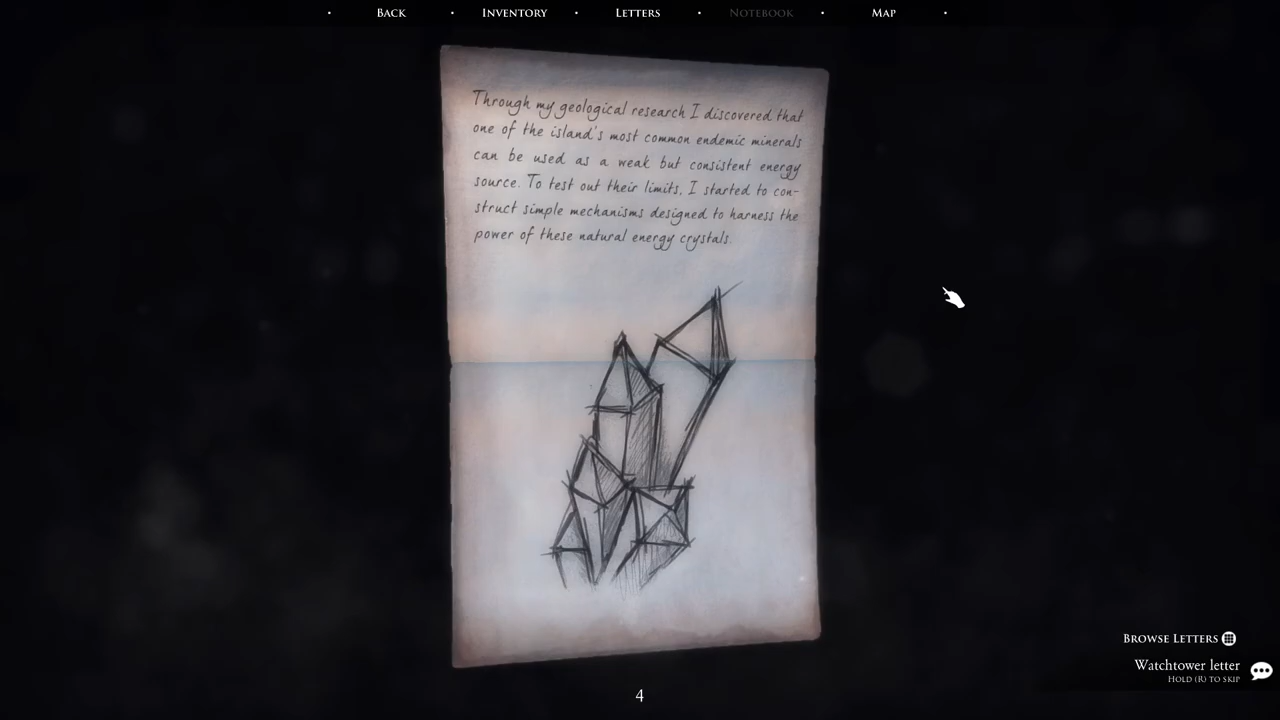 BACK
INVENTORY
LETTERS
NOTEBOOK
MAP
Through my geological research I discovered that
one of the island's most common endemic minerals
can be used as a weak but consistent energy
source. To test out their limits, I started to con-
struct simple mechanisms designed to harness the
power of these natural energy crystals.
BROWSE LETTERS
Watchtower letter
HOLD (R) TO SKIP
4